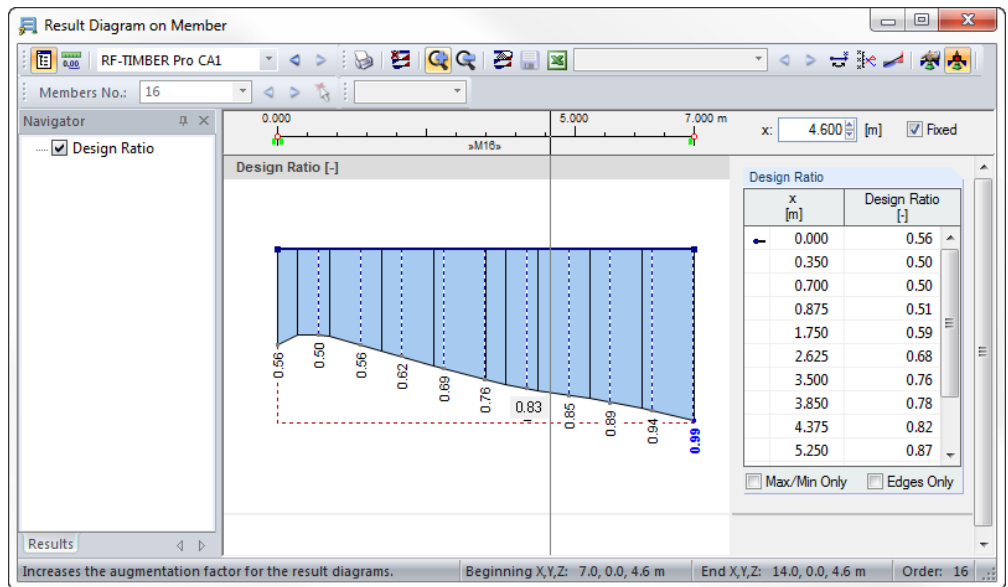 Result Diagram on Member
RF-TIMBER Pro CA1
Members No.: 16
Navigator
Design Ratio
0.000 5.000 7.000 m
»M16»
x: 4.600 [m] Fixed
Design Ratio [-]
0.56 0.50 0.56 0.62 0.69 0.76 0.83 0.85 0.89 0.94 0.99
Design Ratio
x Design Ratio
[m] [-]
0.000 0.56
0.350 0.50
0.700 0.50
0.875 0.51
1.750 0.59
2.625 0.68
3.500 0.76
3.850 0.78
4.375 0.82
5.250 0.87
Max/Min Only Edges Only
Results
Increases the augmentation factor for the result diagrams. Beginning X,Y,Z: 7.0, 0.0, 4.6 m End X,Y,Z: 14.0, 0.0, 4.6 m Order: 16